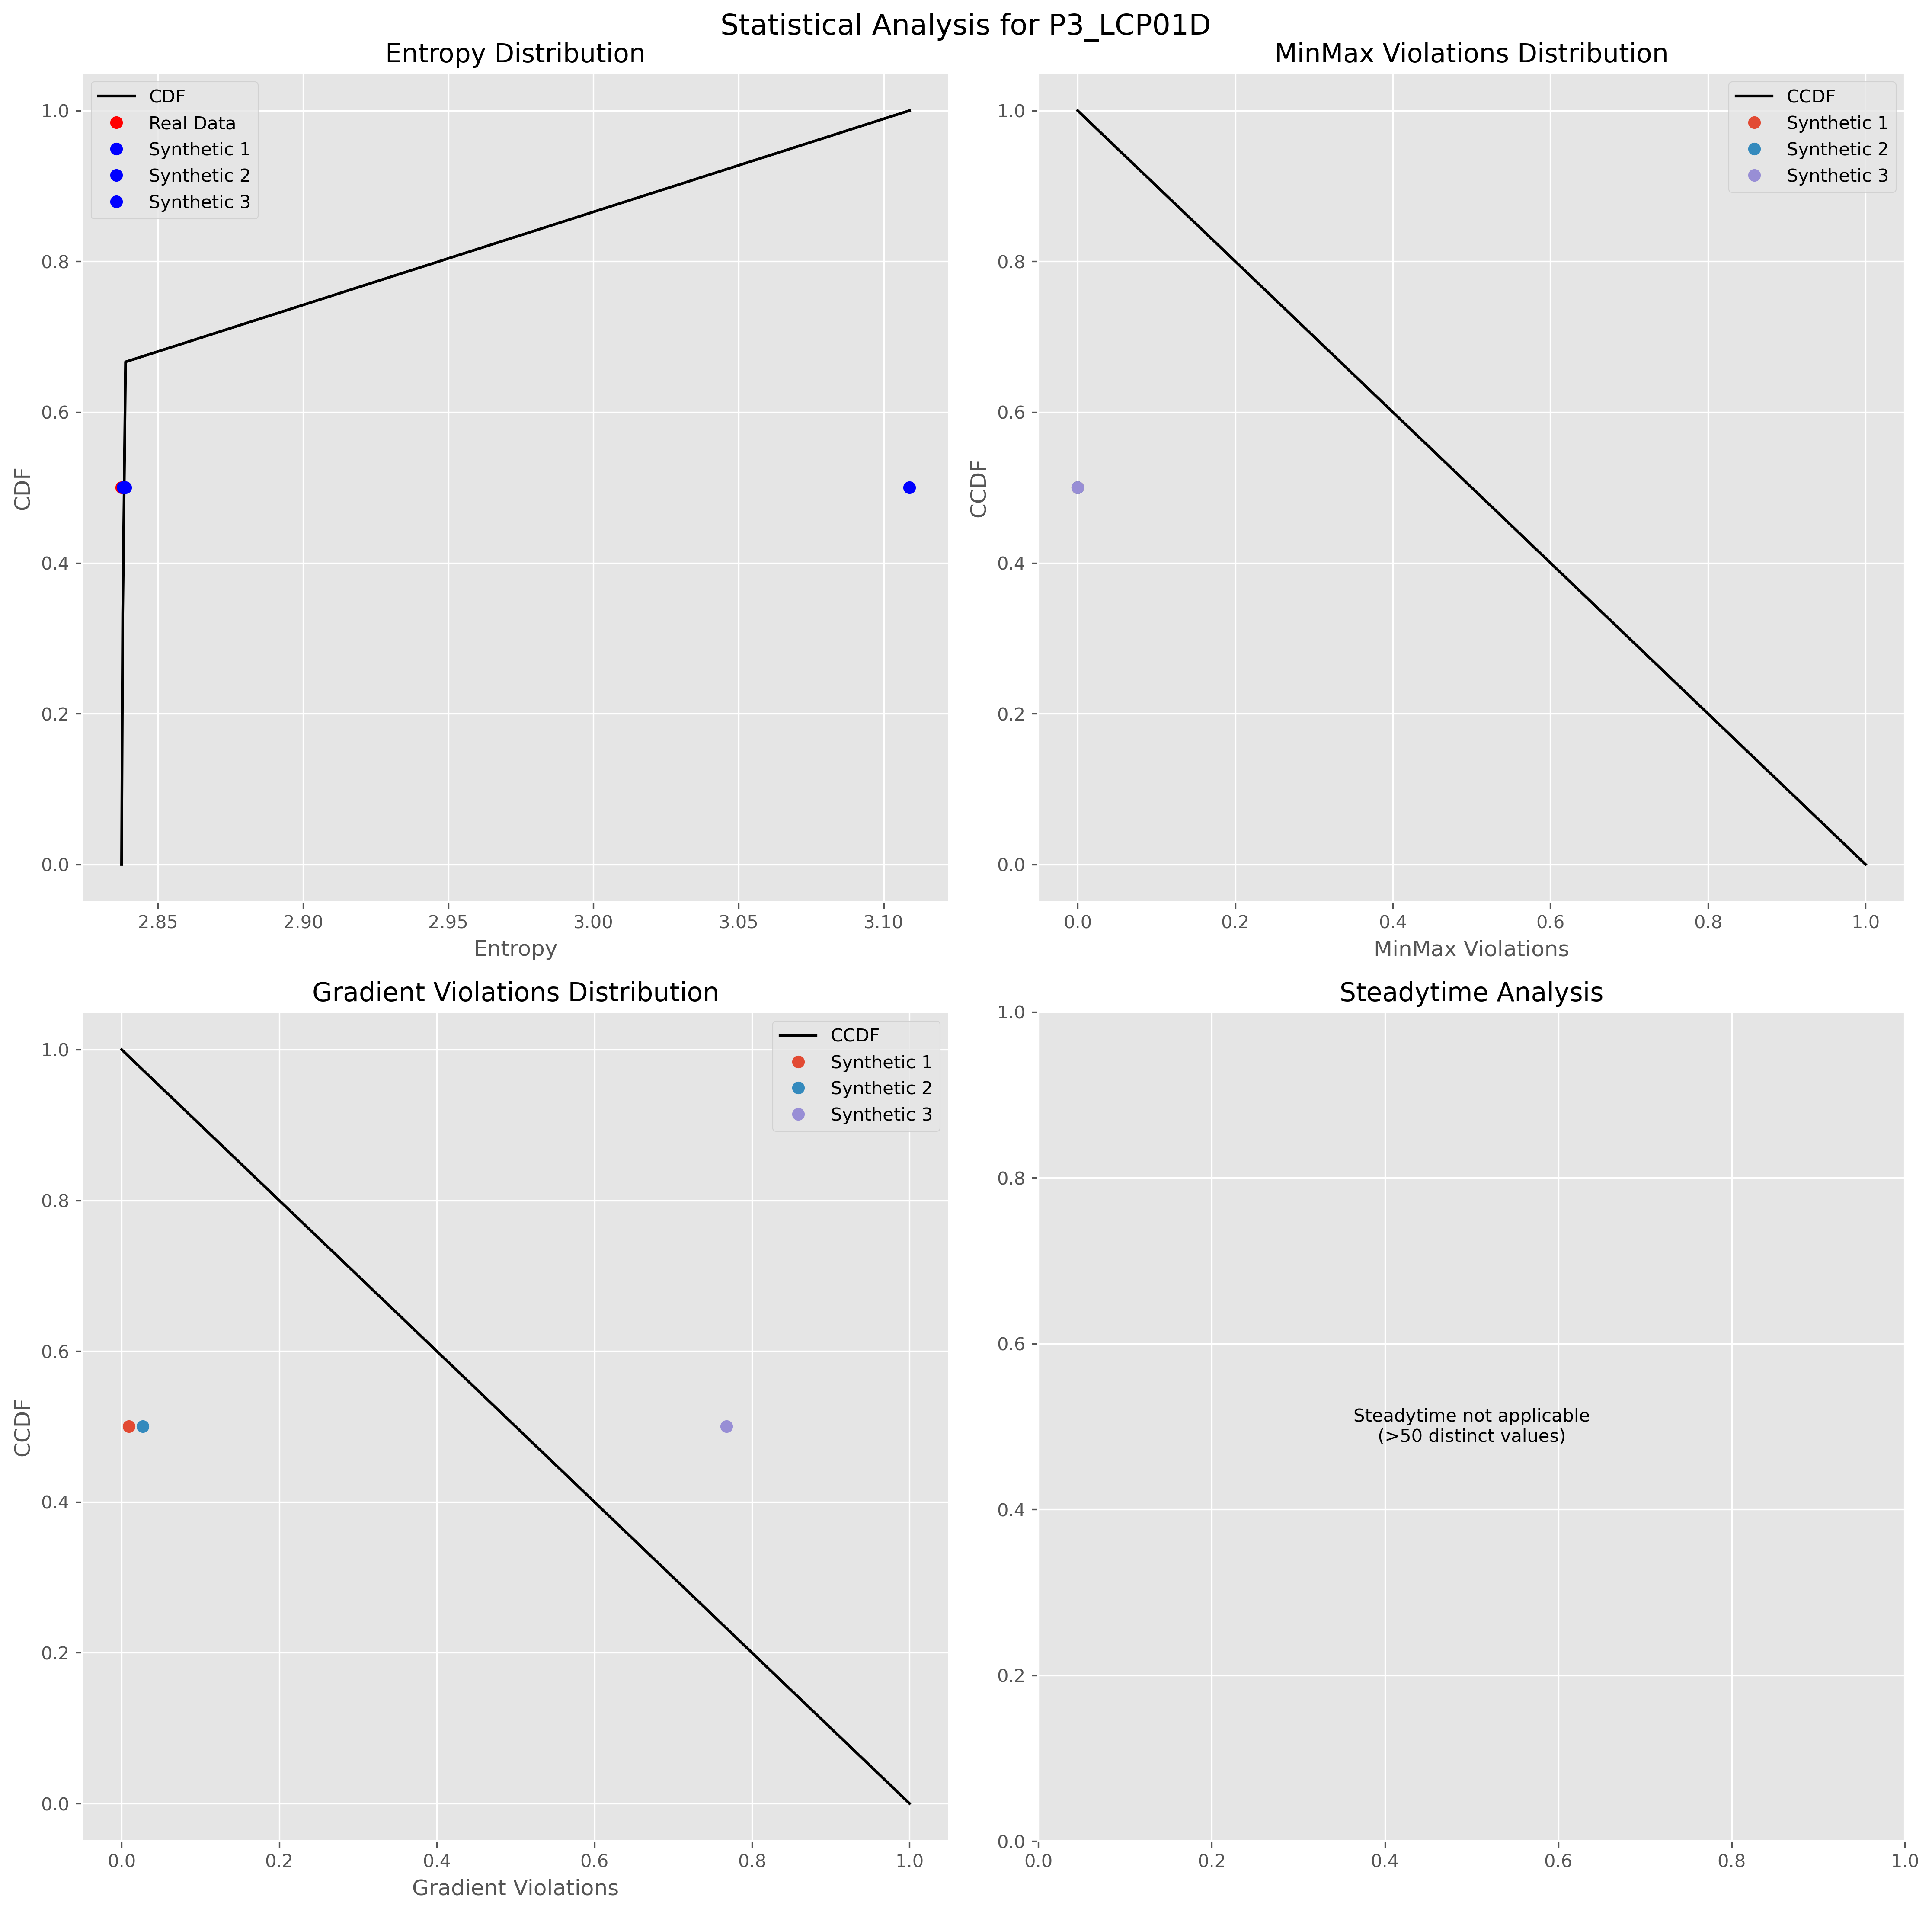 Statistical Analysis for P3_LCP01D
Entropy Distribution
CDF
Real Data
Synthetic 1
Synthetic 2
Synthetic 3
1.0
0.8
0.6
0.4
0.2
0.0
CDF
2.85 2.90 2.95 3.00 3.05 3.10
Entropy
MinMax Violations Distribution
CCDF
Synthetic 1
Synthetic 2
Synthetic 3
1.0
0.8
0.6
0.4
0.2
0.0
CCDF
0.0 0.2 0.4 0.6 0.8 1.0
MinMax Violations
Gradient Violations Distribution
CCDF
Synthetic 1
Synthetic 2
Synthetic 3
1.0
0.8
0.6
0.4
0.2
0.0
CCDF
0.0 0.2 0.4 0.6 0.8 1.0
Gradient Violations
Steadytime Analysis
1.0
0.8
0.6
0.4
0.2
0.0
Steadytime not applicable
(>50 distinct values)
0.0 0.2 0.4 0.6 0.8 1.0